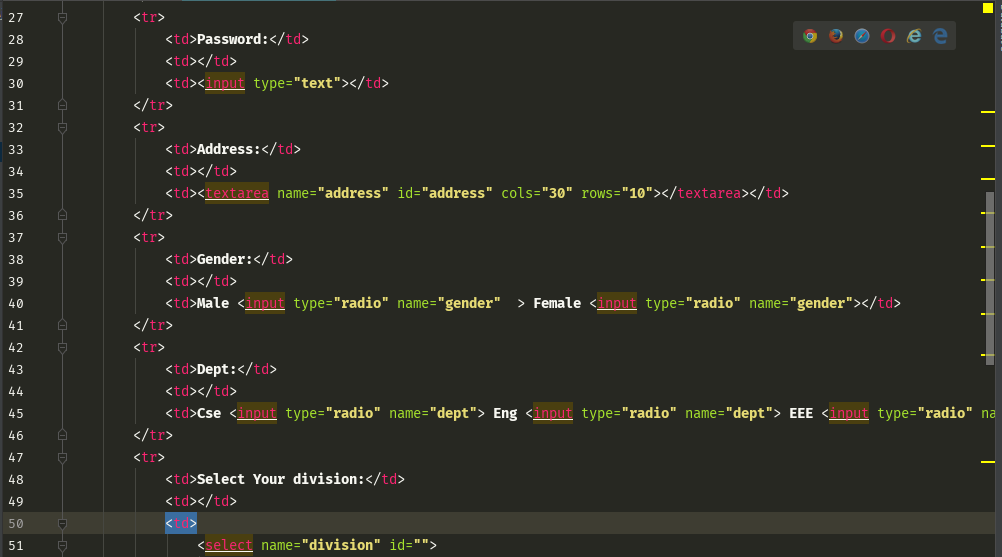 27 <tr>
28 <td>Password:</td>
29 <td></td>
30 <td><input type="text"></td>
31 </tr>
32 <tr>
33 <td>Address:</td>
34 <td></td>
35 <td><textarea name="address" id="address" cols="30" rows="10"></textarea></td>
36 </tr>
37 <tr>
38 <td>Gender:</td>
39 <td></td>
40 <td>Male <input type="radio" name="gender"  > Female <input type="radio" name="gender"></td>
41 </tr>
42 <tr>
43 <td>Dept:</td>
44 <td></td>
45 <td>Cse <input type="radio" name="dept"> Eng <input type="radio" name="dept"> EEE <input type="radio" na
46 </tr>
47 <tr>
48 <td>Select Your division:</td>
49 <td></td>
50 <td>
51 <select name="division" id="">